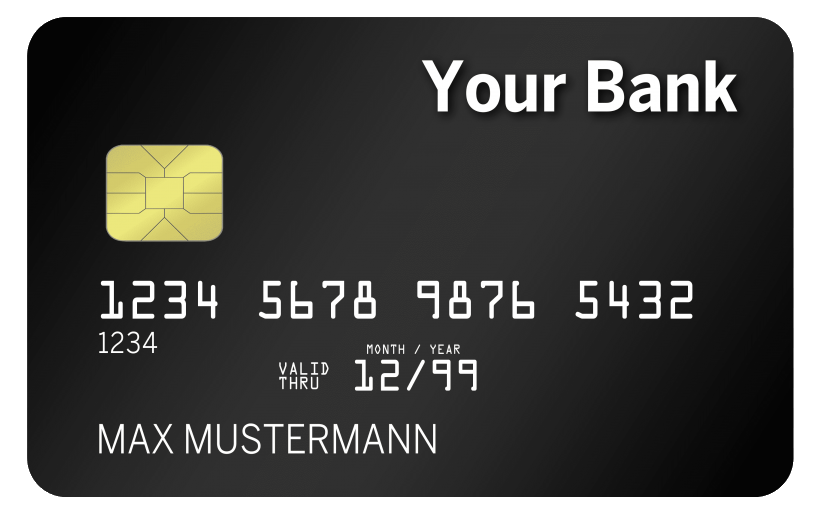 Your Bank
1234 5678 9876 5432
1234
MONTH / YEAR
VALID THRU 12/99
MAX MUSTERMANN